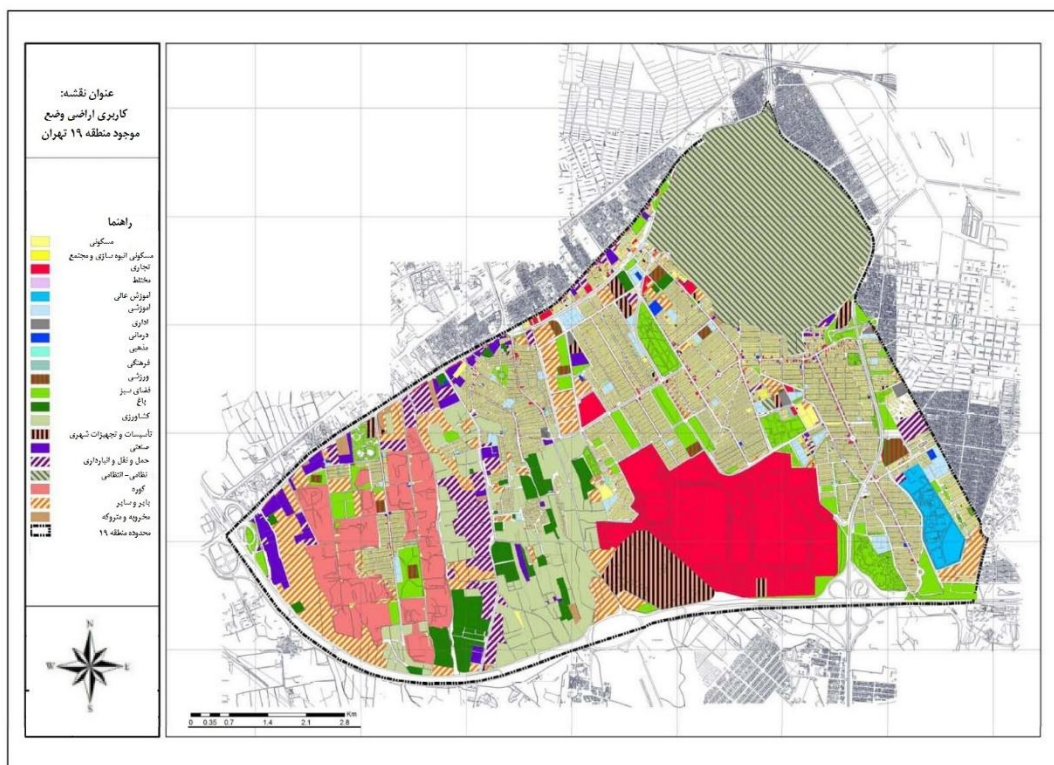 عنوان نقشه:
کاربری اراضی وضع
موجود منطقه ۱۹ تهران
راهنما
مسکونی
مسکونی انبوه سازی و مجتمع
تجاری
مختلط
آموزش عالی
آموزشی
اداری
درمانی
مذهبی
فرهنگی
ورزشی
فضای سبز
باغ
کشاورزی
تأسیسات و تجهیزات شهری
صنعتی
حمل و نقل و انبارداری
نظامی- انتظامی
کوره
بایر و سایر
مخروبه و متروکه
محدوده منطقه ۱۹
N
W E
S
Km
0 0.35 0.7 1.4 2.1 2.8